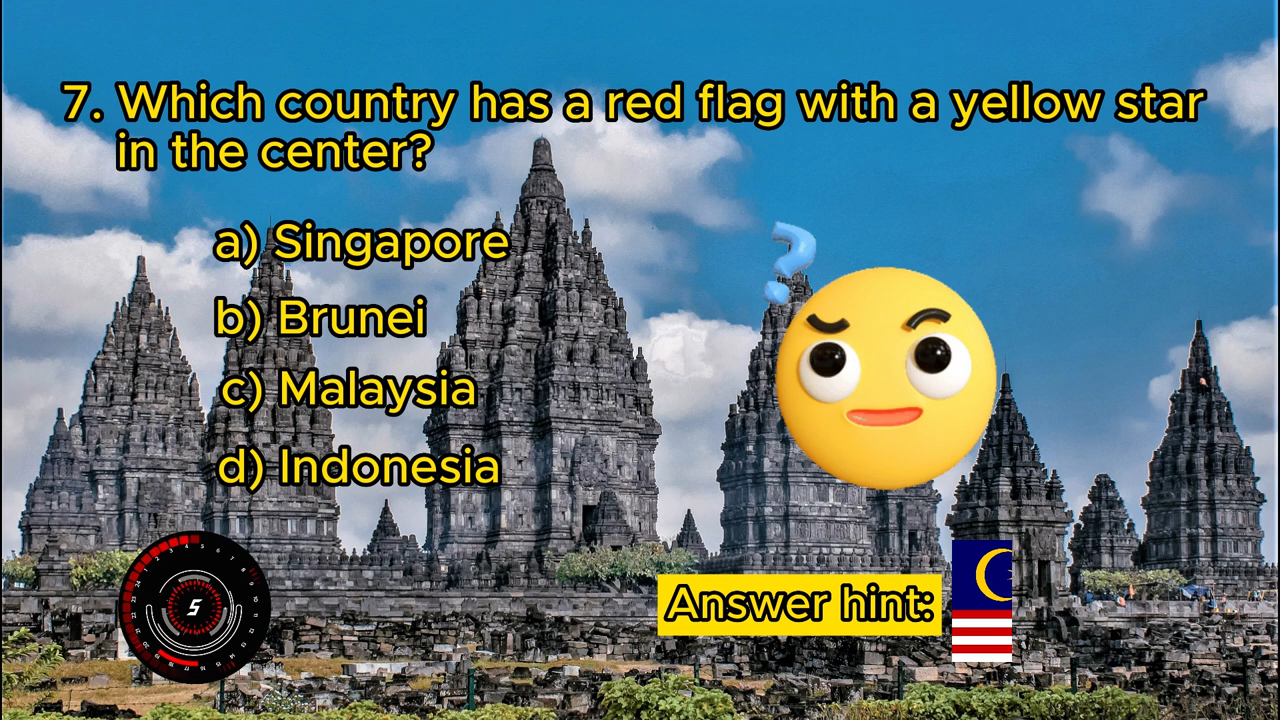 7. Which country has a red flag with a yellow star
in the center?
a) Singapore
b) Brunei
c) Malaysia
d) Indonesia
5
Answer hint: